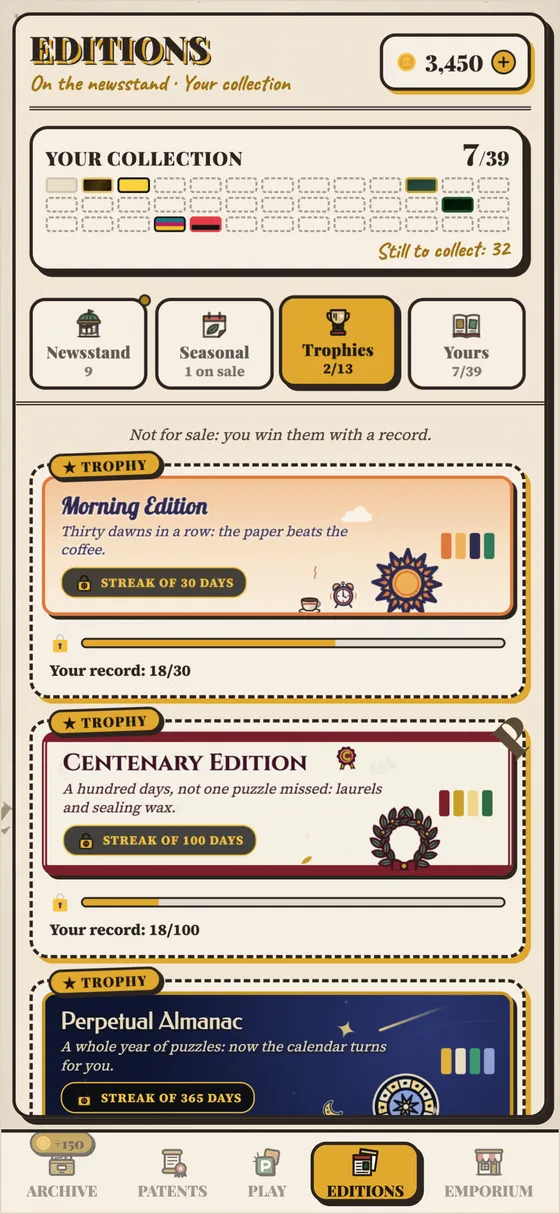 EDITIONS
On the newsstand · Your collection
3,450 +
YOUR COLLECTION
7/39
Still to collect: 32
Newsstand
9
Seasonal
1 on sale
Trophies
2/13
Yours
7/39
Not for sale: you win them with a record.
★ TROPHY
Morning Edition
Thirty dawns in a row: the paper beats the
coffee.
STREAK OF 30 DAYS
Your record: 18/30
★ TROPHY
CENTENARY EDITION
A hundred days, not one puzzle missed: laurels
and sealing wax.
STREAK OF 100 DAYS
Your record: 18/100
★ TROPHY
Perpetual Almanac
A whole year of puzzles: now the calendar turns
for you.
STREAK OF 365 DAYS
+150
ARCHIVE
PATENTS
P
PLAY
EDITIONS
EMPORIUM